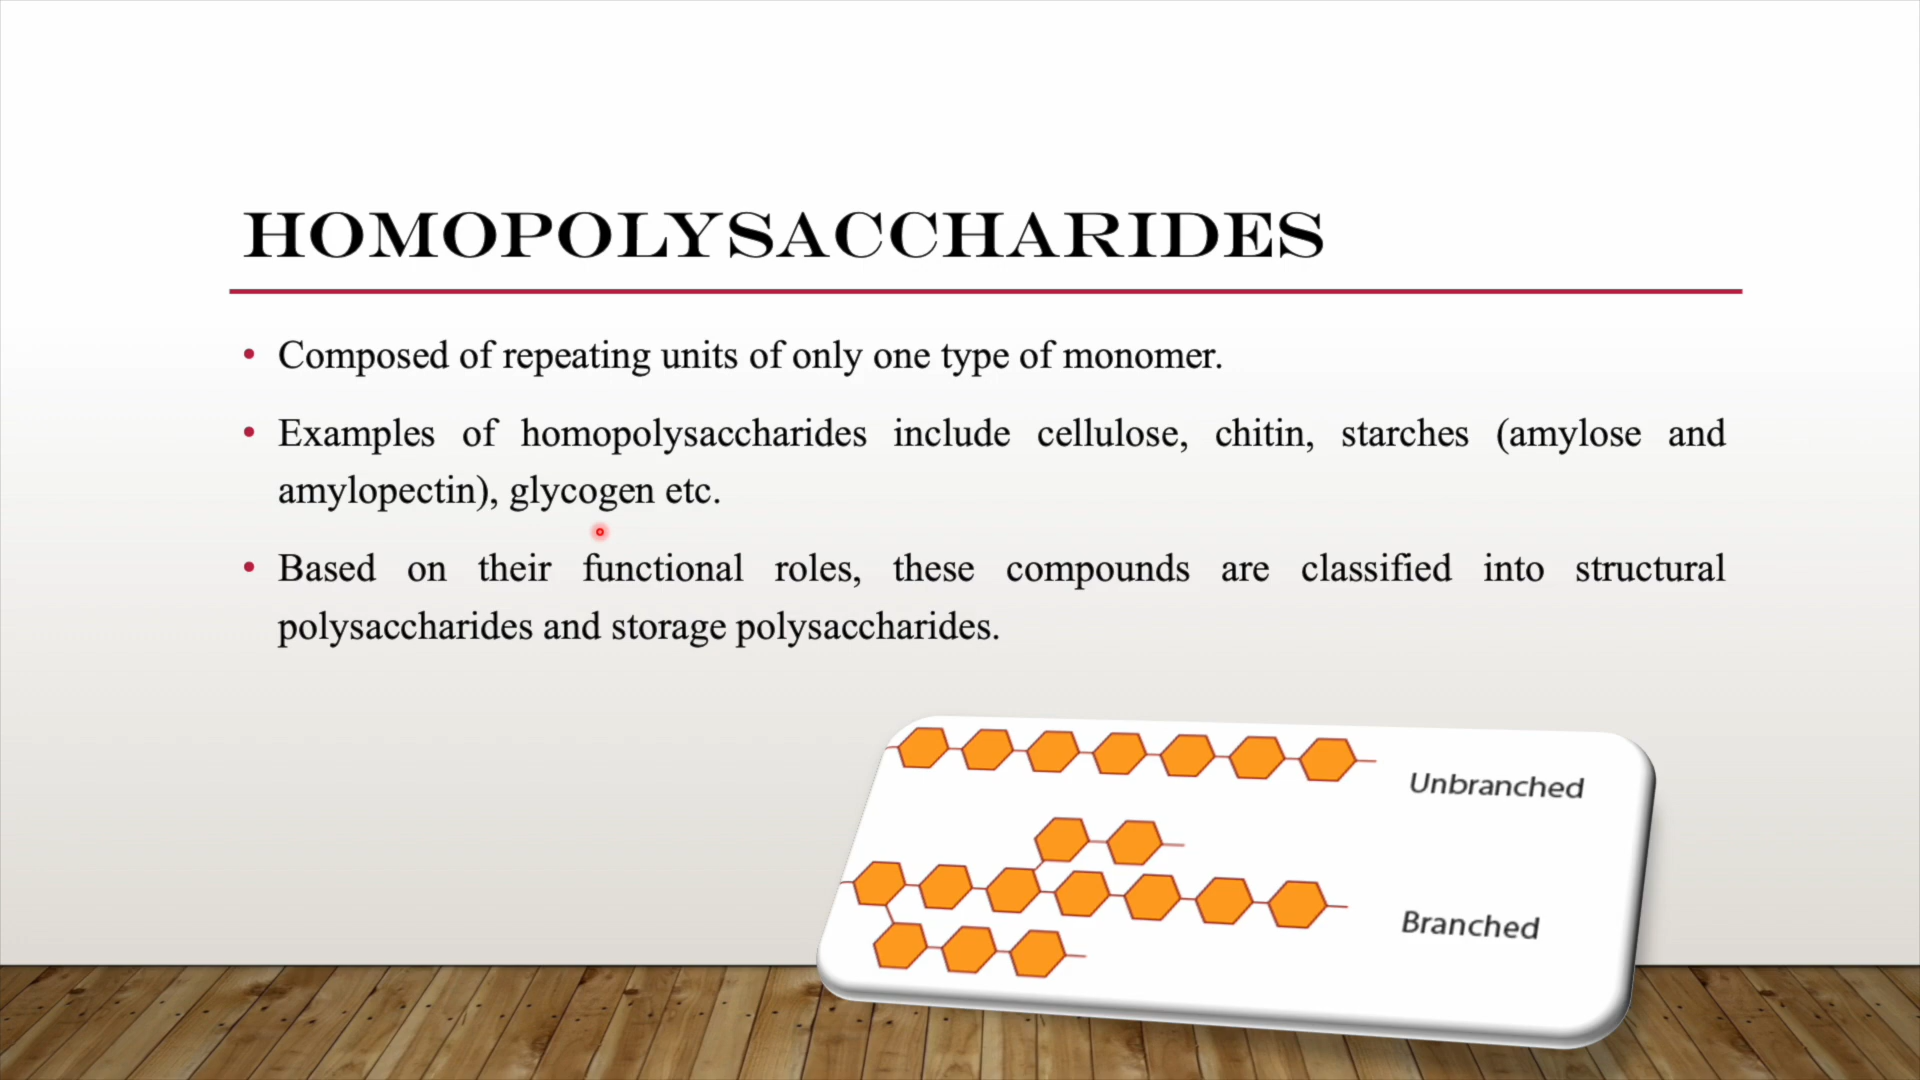 HOMOPOLYSACCHARIDES
• Composed of repeating units of only one type of monomer.
• Examples of homopolysaccharides include cellulose, chitin, starches (amylose and
amylopectin), glycogen etc.
• Based on their functional roles, these compounds are classified into structural
polysaccharides and storage polysaccharides.
Unbranched
Branched